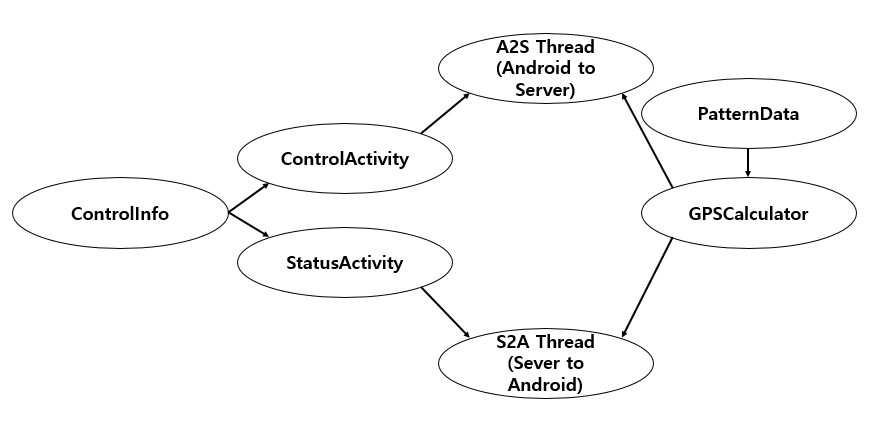 A2S Thread
(Android to
Server)
PatternData
ControlActivity
ControlInfo
GPSCalculator
StatusActivity
S2A Thread
(Sever to
Android)